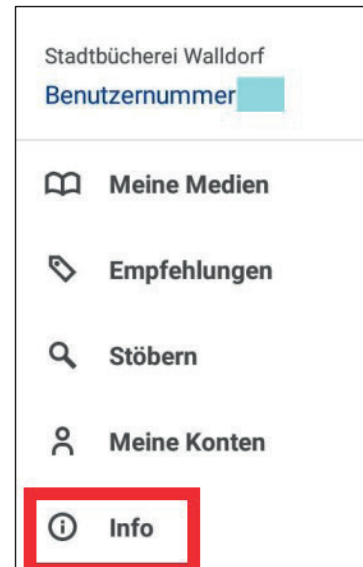 Stadtbücherei Walldorf
Benutzernummer
Meine Medien
Empfehlungen
Stöbern
Meine Konten
Info